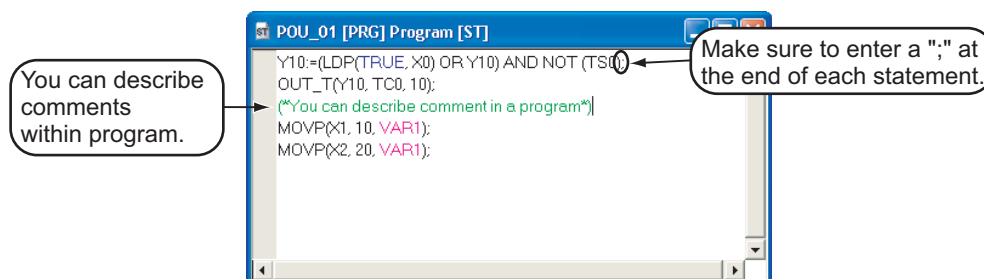 ST POU_01 [PRG] Program [ST]
Y10:=(LDP(TRUE, X0) OR Y10) AND NOT (TS0);
OUT_T(Y10, TC0, 10);
(*You can describe comment in a program*)
MOVP(X1, 10, VAR1);
MOVP(X2, 20, VAR1);
You can describe
comments
within program.
Make sure to enter a ";" at
the end of each statement.